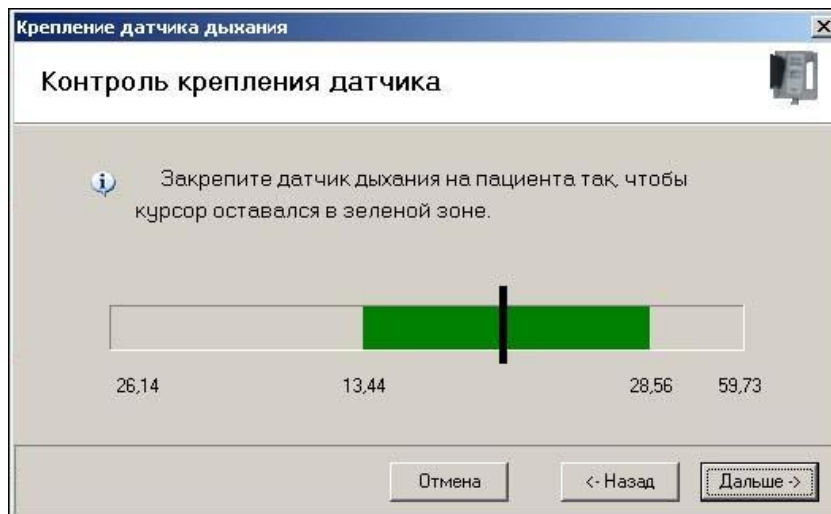 Крепление датчика дыхания
Контроль крепления датчика
Закрепите датчик дыхания на пациента так, чтобы
курсор оставался в зеленой зоне.
26,14 13,44 28,56 59,73
Отмена <- Назад Дальше ->